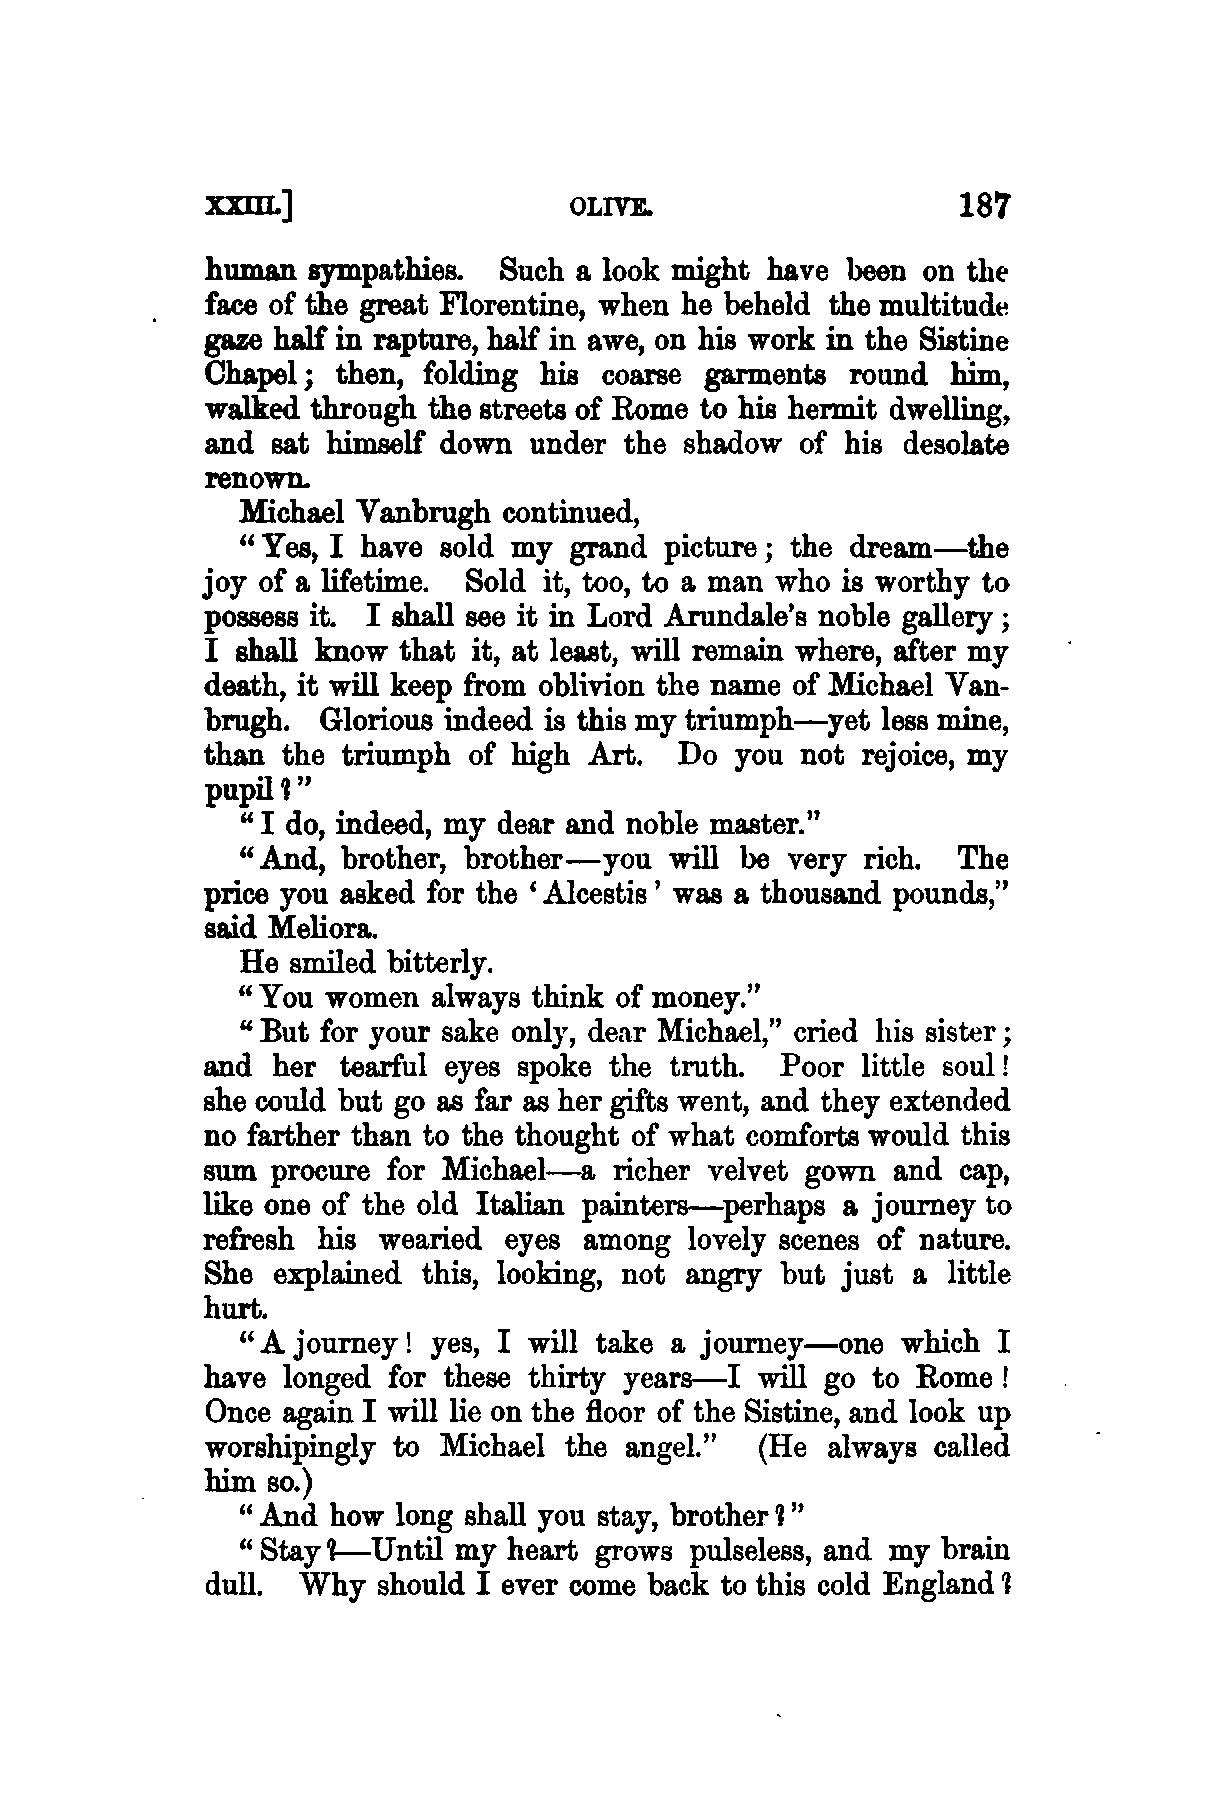 XXIII.] OLIVE. 187
human sympathies. Such a look might have been on the
face of the great Florentine, when he beheld the multitude
gaze half in rapture, half in awe, on his work in the Sistine
Chapel; then, folding his coarse garments round him,
walked through the streets of Rome to his hermit dwelling,
and sat himself down under the shadow of his desolate
renown.
Michael Vanbrugh continued,
"Yes, I have sold my grand picture; the dream—the
joy of a lifetime. Sold it, too, to a man who is worthy to
possess it. I shall see it in Lord Arundale's noble gallery;
I shall know that it, at least, will remain where, after my
death, it will keep from oblivion the name of Michael Van-
brugh. Glorious indeed is this my triumph—yet less mine,
than the triumph of high Art. Do you not rejoice, my
pupil?"
"I do, indeed, my dear and noble master."
"And, brother, brother—you will be very rich. The
price you asked for the 'Alcestis' was a thousand pounds,"
said Meliora.
He smiled bitterly.
"You women always think of money."
"But for your sake only, dear Michael," cried his sister;
and her tearful eyes spoke the truth. Poor little soul!
she could but go as far as her gifts went, and they extended
no farther than to the thought of what comforts would this
sum procure for Michael—a richer velvet gown and cap,
like one of the old Italian painters—perhaps a journey to
refresh his wearied eyes among lovely scenes of nature.
She explained this, looking, not angry but just a little
hurt.
"A journey! yes, I will take a journey—one which I
have longed for these thirty years—I will go to Rome!
Once again I will lie on the floor of the Sistine, and look up
worshipingly to Michael the angel." (He always called
him so.)
"And how long shall you stay, brother?"
"Stay?—Until my heart grows pulseless, and my brain
dull. Why should I ever come back to this cold England?